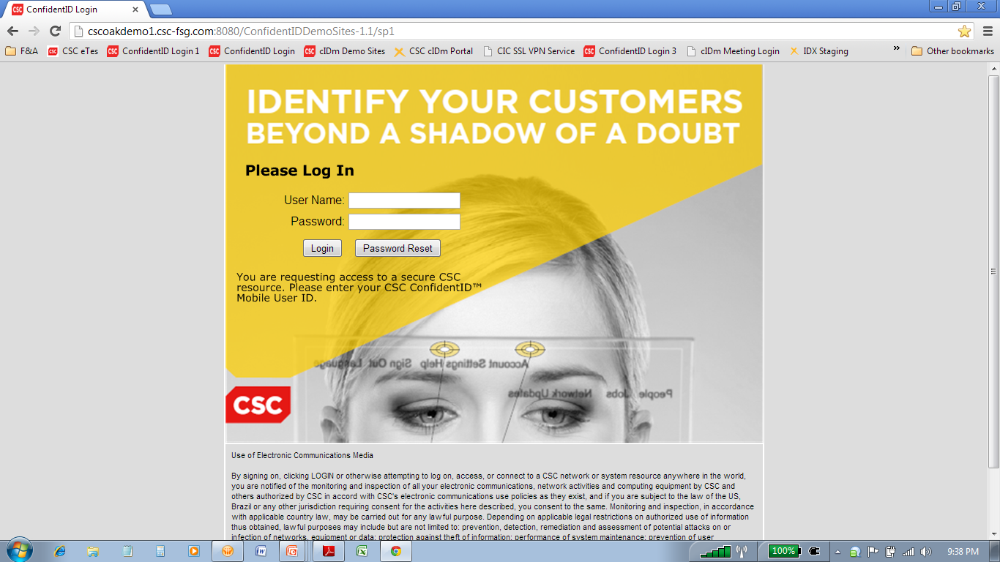 ConfidentID Login
cscoakdemo1.csc-fsg.com:8080/ConfidentIDDemoSites-1.1/sp1
F&A CSC eTes ConfidentID Login 1 ConfidentID Login cIDm Demo Sites CSC cIDm Portal CIC SSL VPN Service ConfidentID Login 3 cIDm Meeting Login IDX Staging » Other bookmarks
IDENTIFY YOUR CUSTOMERS
BEYOND A SHADOW OF A DOUBT
Please Log In
User Name:
Password:
Login Password Reset
You are requesting access to a secure CSC
resource. Please enter your CSC ConfidentID™
Mobile User ID.
Account Settings Help Sign Out Language
People Jobs Network Updates
CSC
Use of Electronic Communications Media
By signing on, clicking LOGIN or otherwise attempting to log on, access, or connect to a CSC network or system resource anywhere in the world,
you are notified of the monitoring and inspection of all your electronic communications, network activities and computing equipment by CSC and
others authorized by CSC in accord with CSC's electronic communications use policies as they exist, and if you are subject to the law of the US,
Brazil or any other jurisdiction requiring consent for the activities here described, you consent to the same. Monitoring and inspection, in accordance
with applicable country law, may be carried out for any lawful purpose. Depending on applicable legal restrictions on authorized use of information
thus obtained, lawful purposes may include but are not limited to: prevention, detection, remediation and assessment of potential attacks on or
infection of networks, equipment or data; protection against theft of information; performance of system maintenance; prevention of user
100% 9:38 PM